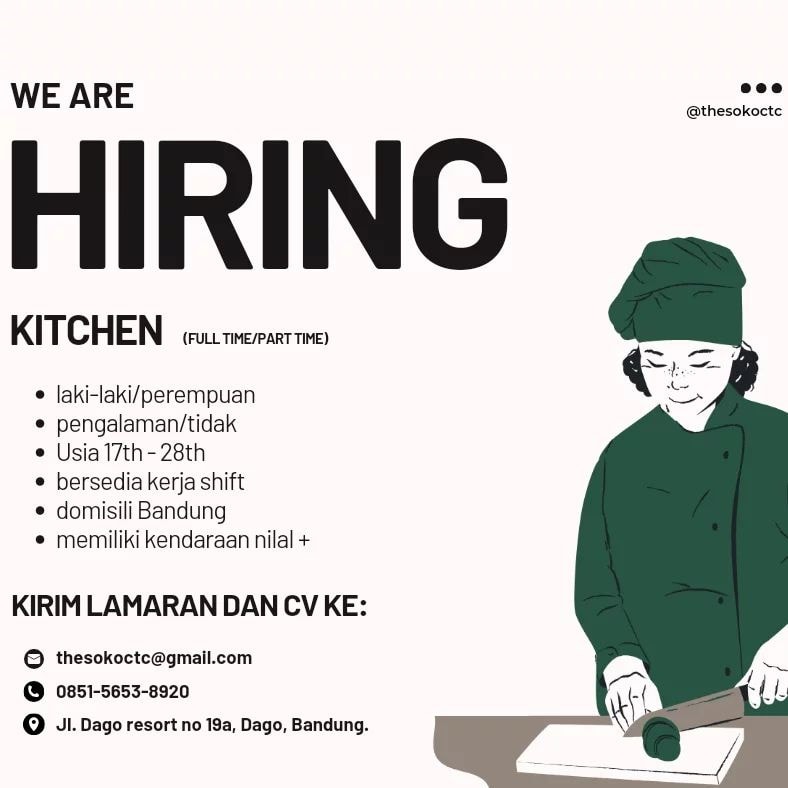 WE ARE
@thesokoctc
HIRING
KITCHEN (FULL TIME/PART TIME)
laki-laki/perempuan
pengalaman/tidak
Usia 17th - 28th
bersedia kerja shift
domisili Bandung
memiliki kendaraan nilal +
KIRIM LAMARAN DAN CV KE:
thesokoctc@gmail.com
0851-5653-8920
Jl. Dago resort no 19a, Dago, Bandung.